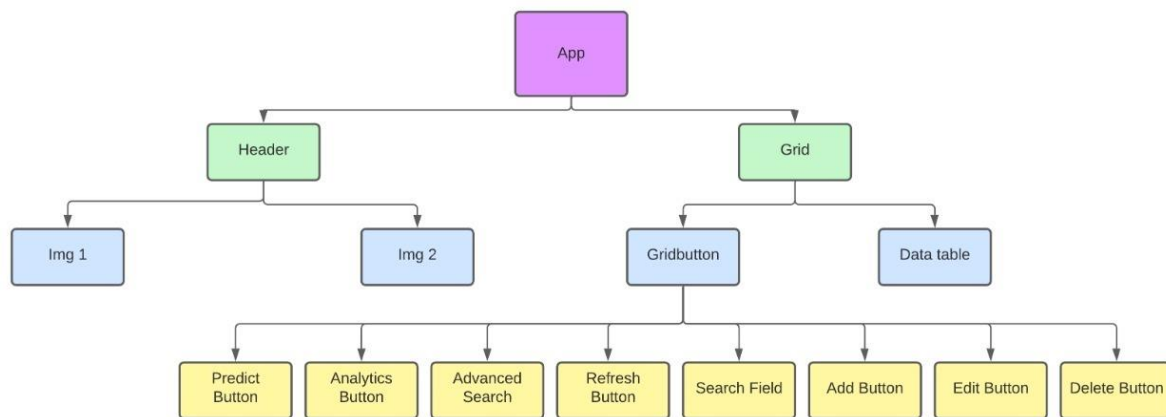 App
Header
Grid
Img 1
Img 2
Gridbutton
Data table
Predict
Button
Analytics
Button
Advanced
Search
Refresh
Button
Search Field
Add Button
Edit Button
Delete Button